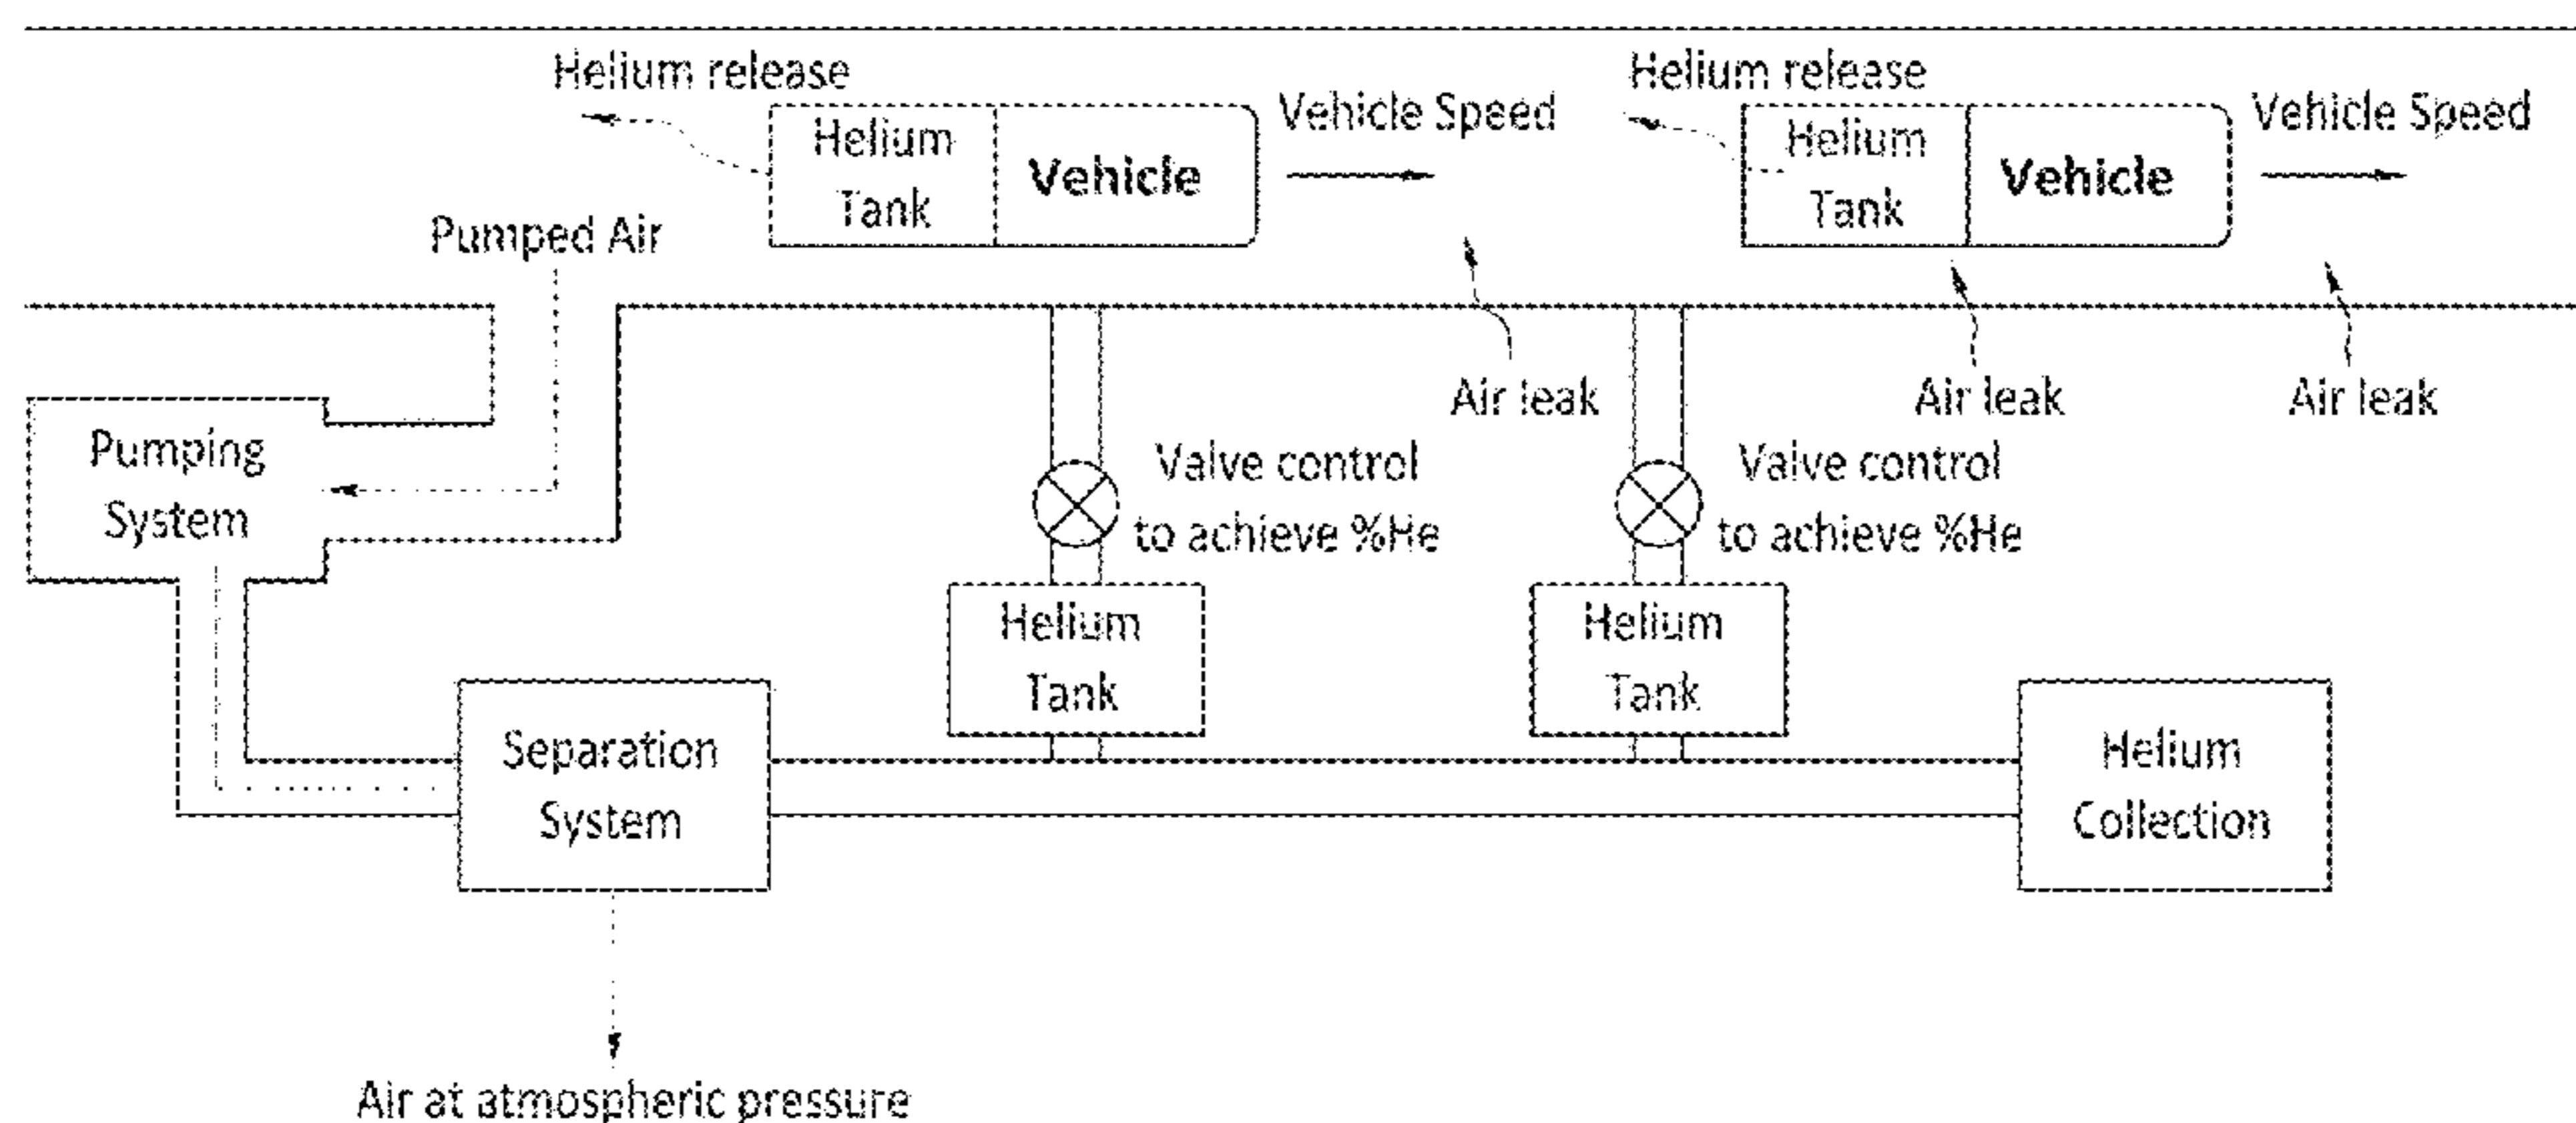 Helium release
Helium release
Vehicle Speed
Vehicle Speed
Helium
Tank
Vehicle
Helium
Tank
Vehicle
Pumped Air
Air leak
Air leak
Air leak
Pumping
System
Valve control
to achieve %He
Valve control
to achieve %He
Helium
Tank
Helium
Tank
Separation
System
Helium
Collection
Air at atmospheric pressure